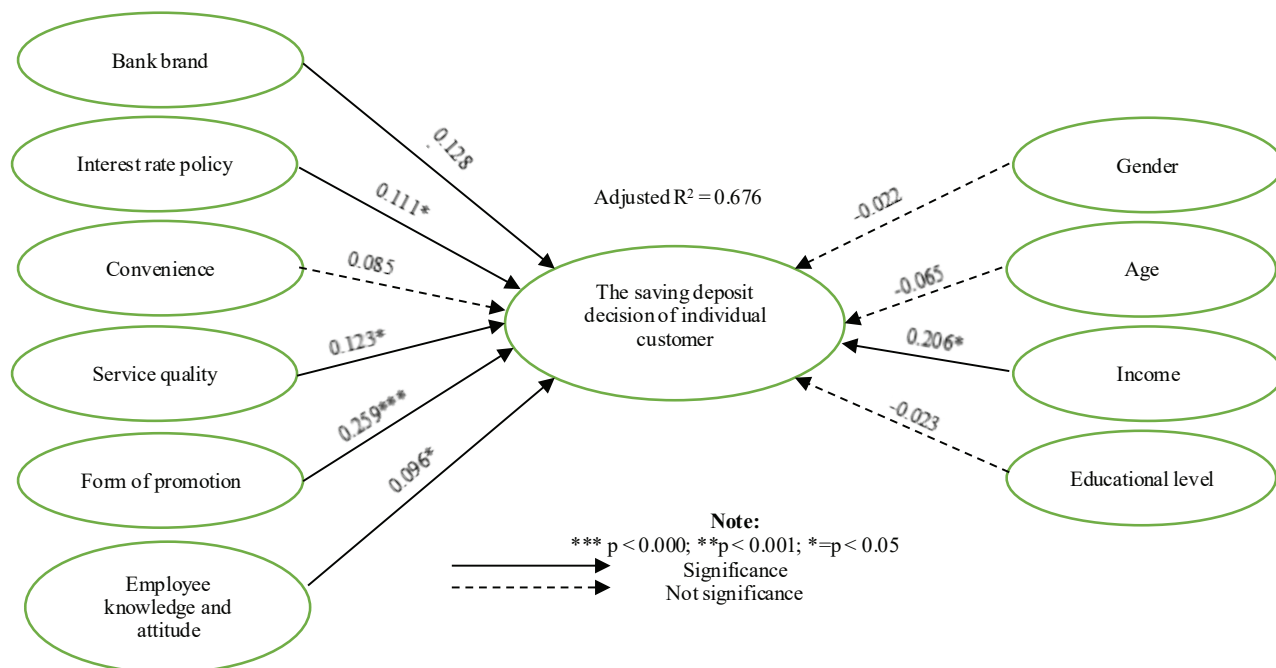 Bank brand
Interest rate policy
Convenience
Service quality
Form of promotion
Employee
knowledge and
attitude
0.128
0.111*
0.085
0.123*
0.259***
0.096*
Adjusted R² = 0.676
The saving deposit
decision of individual
customer
-0.022
-0.065
0.206*
-0.023
Gender
Age
Income
Educational level
Note:
*** p < 0.000; **p< 0.001; *=p< 0.05
Significance
Not significance